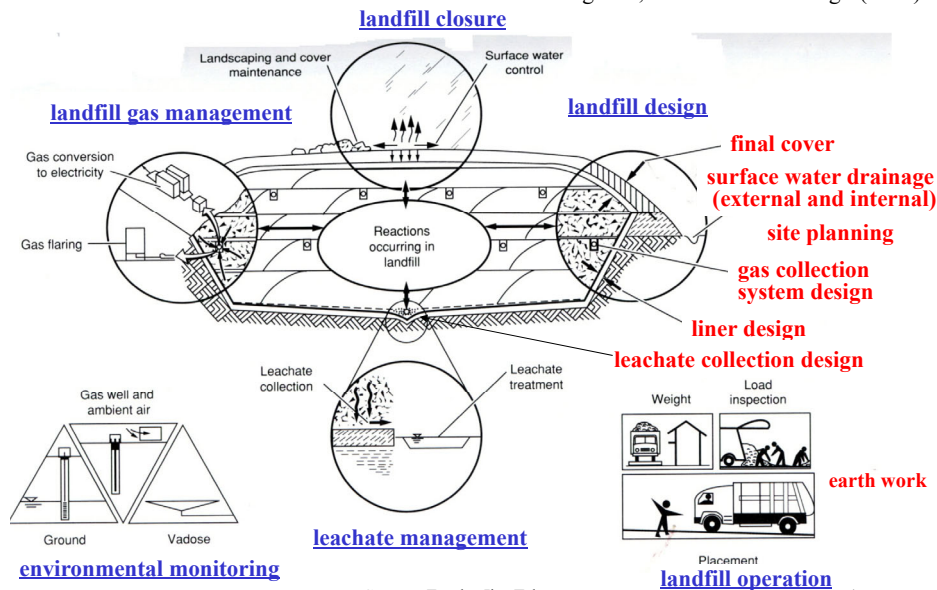 landfill closure
Landscaping and cover
maintenance
Surface water
control
landfill gas management
landfill design
Gas conversion
to electricity
final cover
surface water drainage
(external and internal)
Gas flaring
Reactions
occurring in
landfill
site planning
gas collection
system design
liner design
leachate collection design
Leachate
collection
Leachate
treatment
Gas well and
ambient air
Weight
Load
inspection
earth work
Ground
Vadose
leachate management
Placement
environmental monitoring
landfill operation